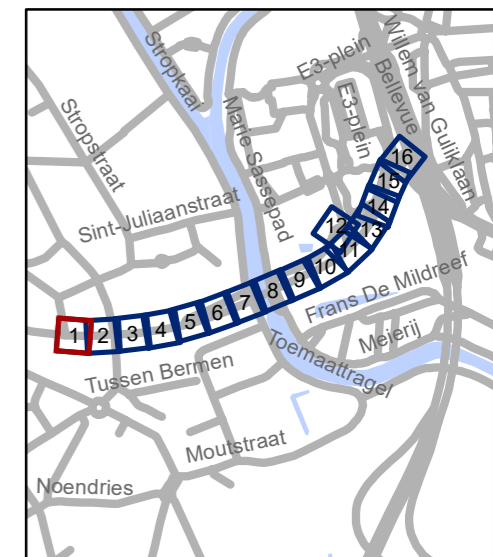 Willem van Guliklaan
Bellevue
E3-plein
Stropkaai
E3-plein
Marie Sassepad
Stropstraat
Sint-Juliaanstraat
16
15
14
13
12
11
10
9
8
7
6
5
4
3
2
1
Frans De Mildreef
Meierij
Toemaattragel
Tussen Bermen
Moutstraat
Noendries